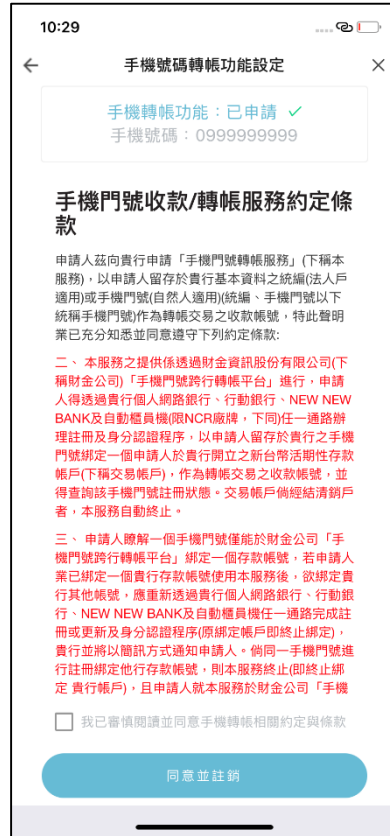 10:29
手機號碼轉帳功能設定
手機轉帳功能：已申請
手機號碼：0999999999
手機門號收款/轉帳服務約定條
款
申請人茲向貴行申請「手機門號轉帳服務」(下稱本
服務)，以申請人留存於貴行基本資料之統編(法人戶
適用)或手機門號(自然人適用)(統編、手機門號以下
統稱手機門號)作為轉帳交易之收款帳號，特此聲明
業已充分知悉並同意遵守下列約定條款:
二、 本服務之提供係透過財金資訊股份有限公司(下
稱財金公司)「手機門號跨行轉帳平台」進行，申請
人得透過貴行個人網路銀行、行動銀行、NEW NEW
BANK及自動櫃員機(限NCR廠牌，下同)任一通路辦
理註冊及身分認證程序，以申請人留存於貴行之手機
門號綁定一個申請人於貴行開立之新台幣活期性存款
帳戶(下稱交易帳戶)，作為轉帳交易之收款帳號，並
得查詢該手機門號註冊狀態。交易帳戶倘經結清銷戶
者，本服務自動終止。
三、 申請人瞭解一個手機門號僅能於財金公司「手
機門號跨行轉帳平台」綁定一個存款帳號，若申請人
業已綁定一個貴行存款帳號使用本服務後，欲綁定貴
行其他帳號，應重新透過貴行個人網路銀行、行動銀
行、NEW NEW BANK及自動櫃員機任一通路完成註
冊或更新及身分認證程序(原綁定帳戶即終止綁定)，
貴行並將以簡訊方式通知申請人。倘同一手機門號進
行註冊綁定他行存款帳號，則本服務終止(即終止綁
定 貴行帳戶)，且申請人就本服務於財金公司「手機
我已審慎閱讀並同意手機轉帳相關約定與條款
同意並註銷